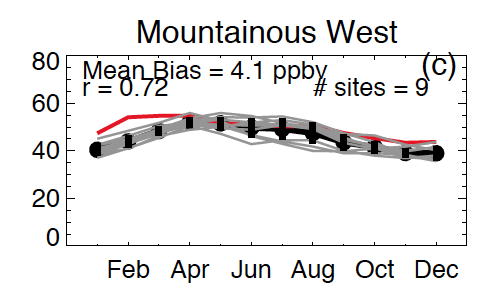 Mountainous West
(c)
Mean Bias = 4.1 ppbv
r = 0.72 # sites = 9
80
60
40
20
0
Feb Apr Jun Aug Oct Dec